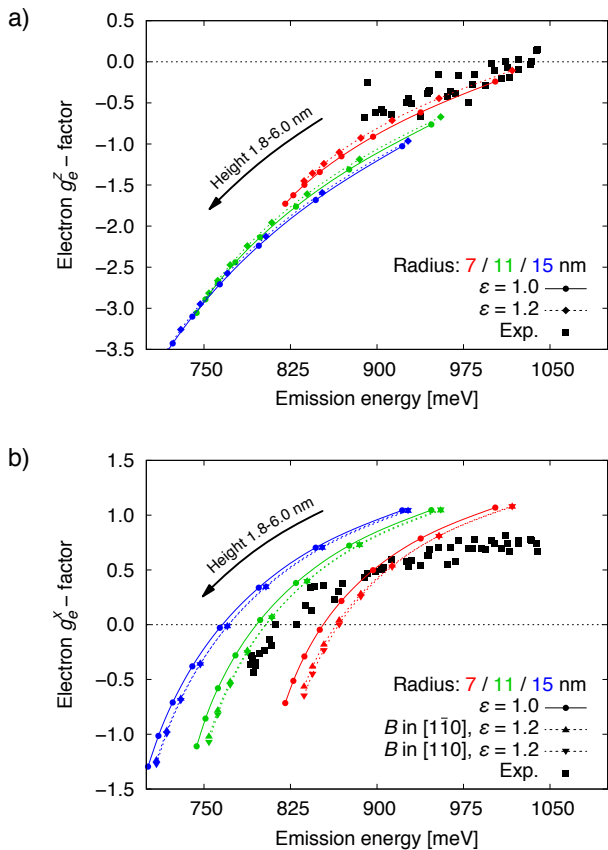 a)
Electron g_e^z – factor
0.5
0.0
−0.5
−1.0
−1.5
−2.0
−2.5
−3.0
−3.5
Height 1.8-6.0 nm
Radius: 7 / 11 / 15 nm
ε = 1.0
ε = 1.2
Exp.
750 825 900 975 1050
Emission energy [meV]
b)
Electron g_e^x – factor
1.5
1.0
0.5
0.0
−0.5
−1.0
−1.5
Height 1.8-6.0 nm
Radius: 7 / 11 / 15 nm
ε = 1.0
B in [11̄0], ε = 1.2
B in [110], ε = 1.2
Exp.
750 825 900 975 1050
Emission energy [meV]